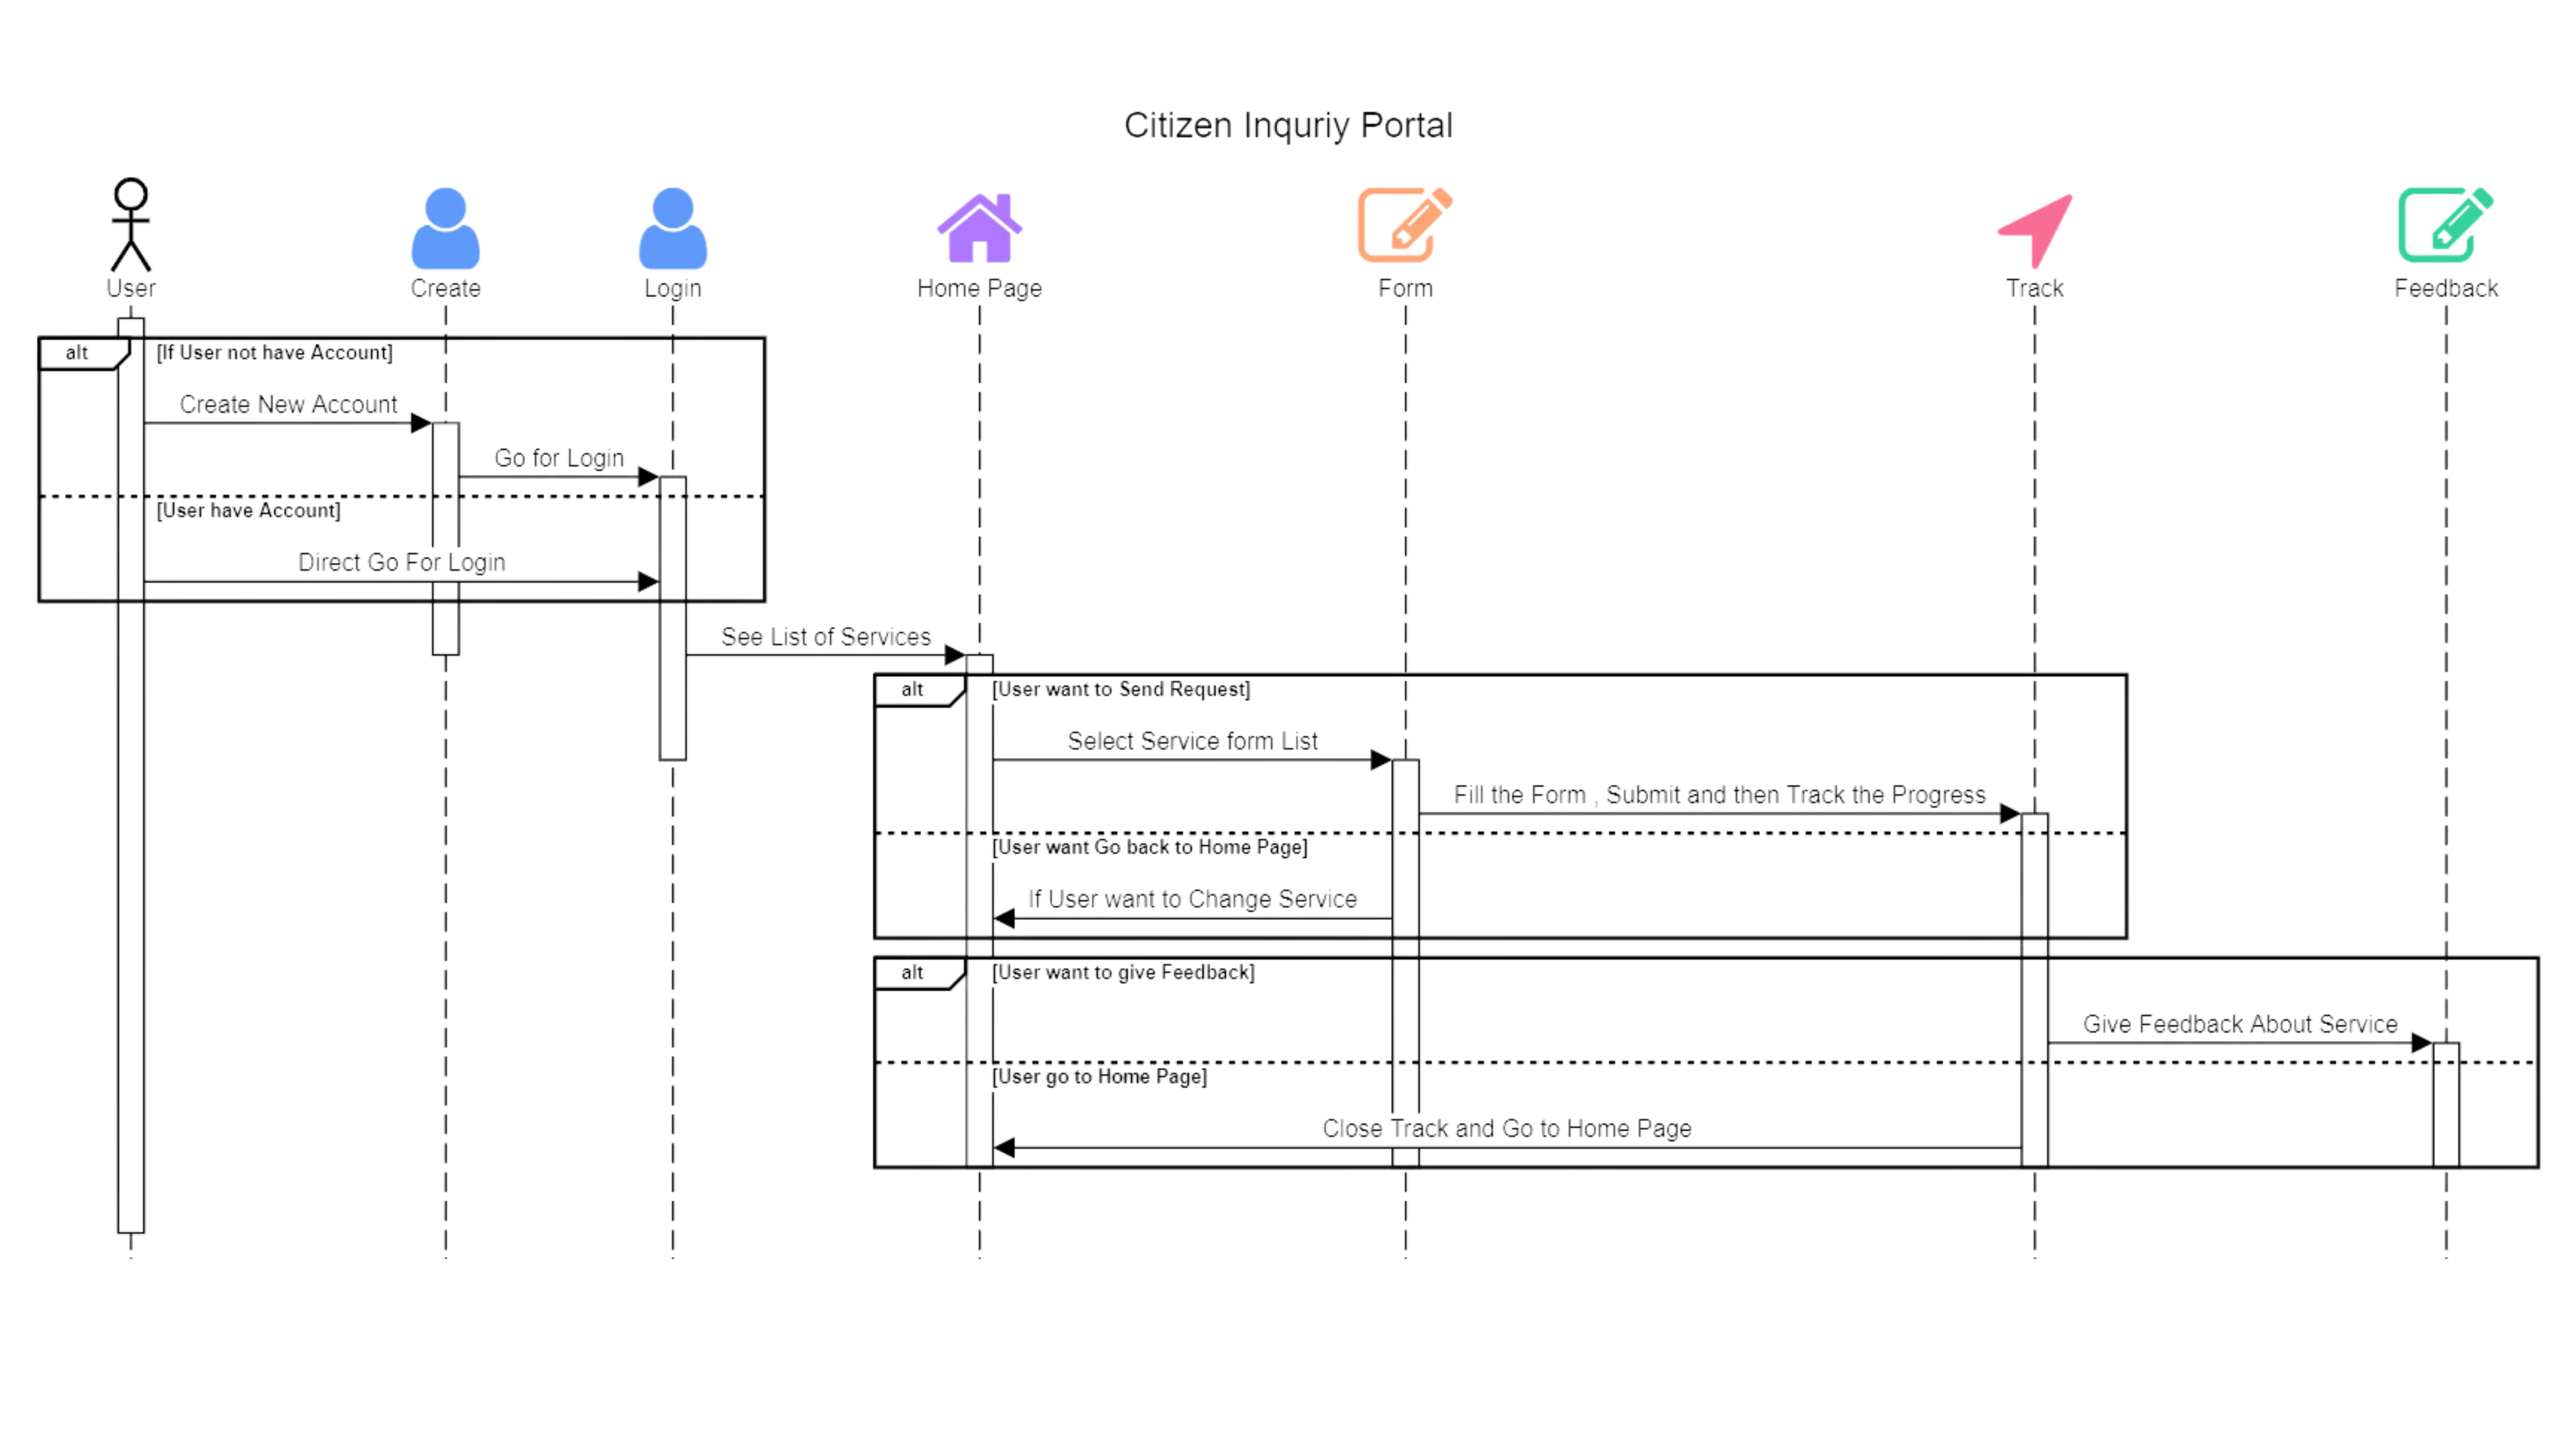 Citizen Inquriy Portal
User
Create
Login
Home Page
Form
Track
Feedback
alt
[If User not have Account]
Create New Account
Go for Login
[User have Account]
Direct Go For Login
See List of Services
alt
[User want to Send Request]
Select Service form List
Fill the Form , Submit and then Track the Progress
[User want Go back to Home Page]
If User want to Change Service
alt
[User want to give Feedback]
Give Feedback About Service
[User go to Home Page]
Close Track and Go to Home Page